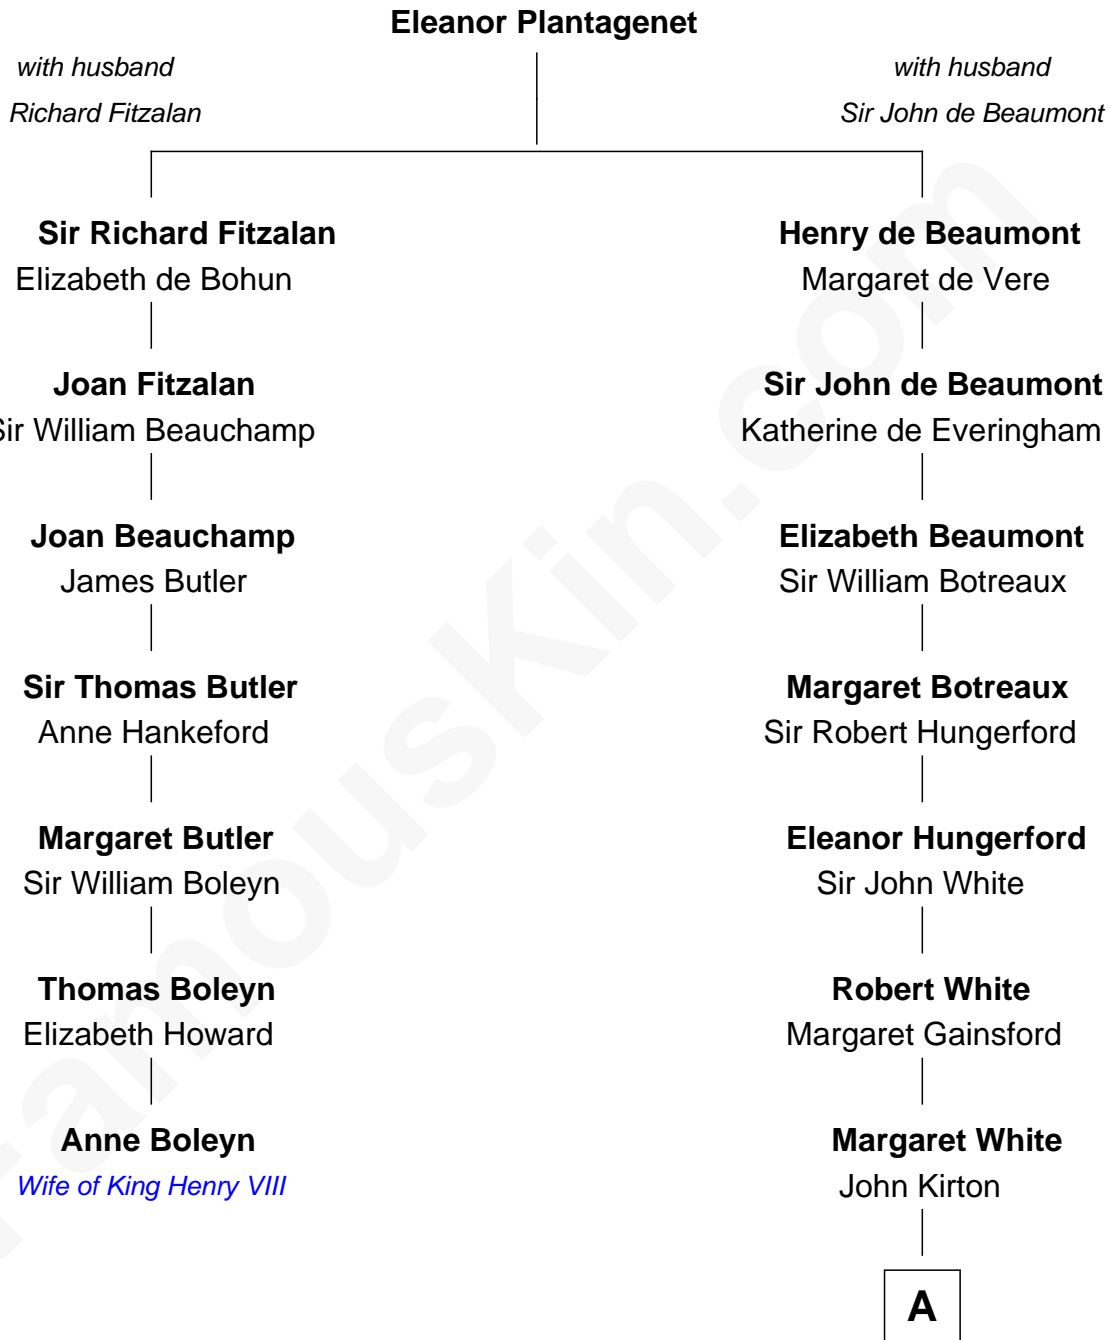 Eleanor Plantagenet
with husband
Richard Fitzalan
with husband
Sir John de Beaumont
Sir Richard Fitzalan
Elizabeth de Bohun
Henry de Beaumont
Margaret de Vere
Joan Fitzalan
Sir William Beauchamp
Sir John de Beaumont
Katherine de Everingham
Joan Beauchamp
James Butler
Elizabeth Beaumont
Sir William Botreaux
Sir Thomas Butler
Anne Hankeford
Margaret Botreaux
Sir Robert Hungerford
Margaret Butler
Sir William Boleyn
Eleanor Hungerford
Sir John White
Thomas Boleyn
Elizabeth Howard
Robert White
Margaret Gainsford
Anne Boleyn
Wife of King Henry VIII
Margaret White
John Kirton
A
FamousKin.com